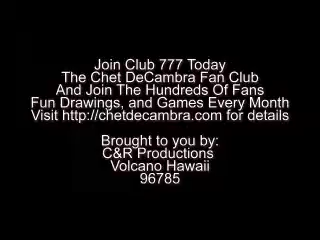 Join Club 777 Today
The Chet DeCambra Fan Club
And Join The Hundreds Of Fans
Fun Drawings, and Games Every Month
Visit http://chetdecambra.com for details
Brought to you by:
C&R Productions
Volcano Hawaii
96785